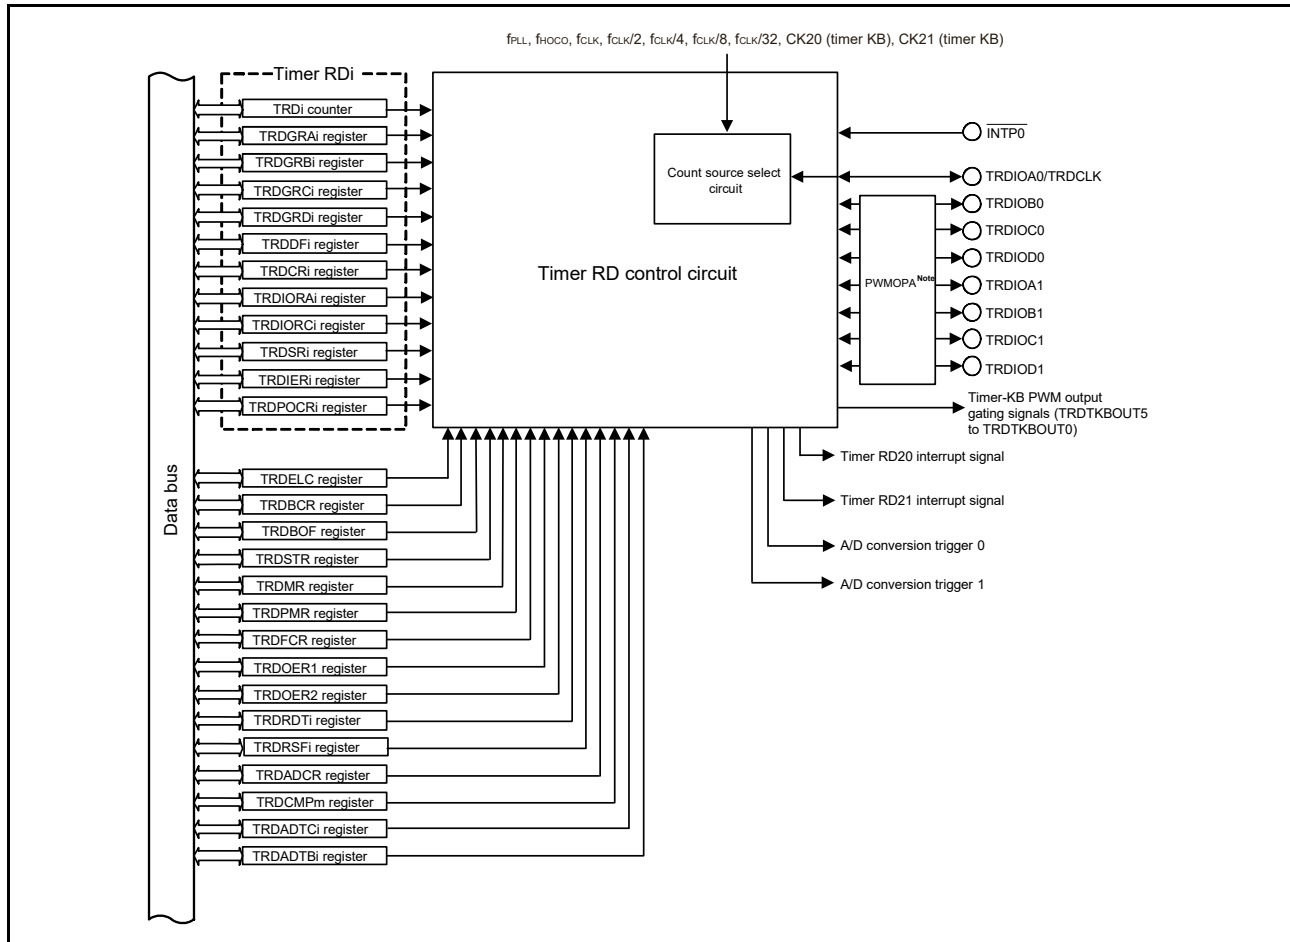 fPLL, fHOCO, fCLK, fCLK/2, fCLK/4, fCLK/8, fCLK/32, CK20 (timer KB), CK21 (timer KB)
Timer RDi
TRDi counter
TRDGRAi register
TRDGRBi register
TRDGRCi register
TRDGRDi register
TRDDFi register
TRDCRi register
TRDIORAi register
TRDIORCi register
TRDSRi register
TRDIERi register
TRDPOCRi register
Count source select
circuit
Timer RD control circuit
PWMOPA Note
INTP0
TRDIOA0/TRDCLK
TRDIOB0
TRDIOC0
TRDIOD0
TRDIOA1
TRDIOB1
TRDIOC1
TRDIOD1
Timer-KB PWM output
gating signals (TRDTKBOUT5
to TRDTKBOUT0)
Timer RD20 interrupt signal
Timer RD21 interrupt signal
A/D conversion trigger 0
A/D conversion trigger 1
Data bus
TRDELC register
TRDBCR register
TRDBOF register
TRDSTR register
TRDMR register
TRDPMR register
TRDFCR register
TRDOER1 register
TRDOER2 register
TRDRDTi register
TRDRSFi register
TRDADCR register
TRDCMPm register
TRDADTCi register
TRDADTBi register